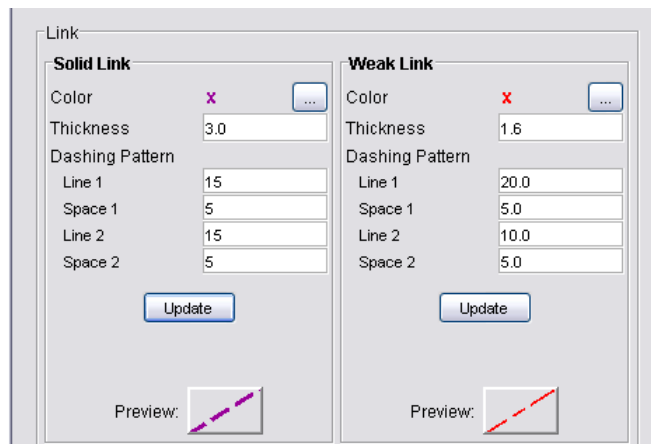 Link
Solid Link
Color x ...
Thickness 3.0
Dashing Pattern
Line 1 15
Space 1 5
Line 2 15
Space 2 5
Update
Preview:
Weak Link
Color x ...
Thickness 1.6
Dashing Pattern
Line 1 20.0
Space 1 5.0
Line 2 10.0
Space 2 5.0
Update
Preview: